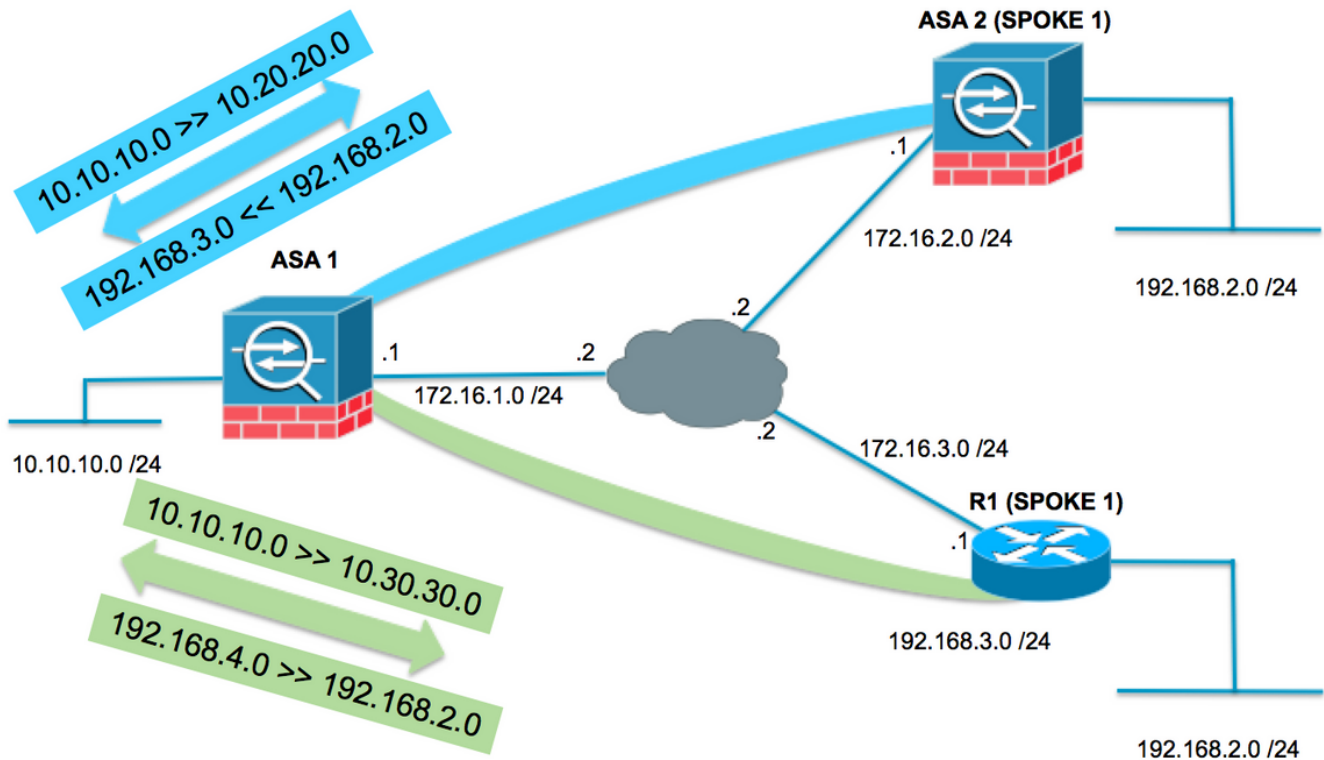 ASA 2 (SPOKE 1)
10.10.10.0 >> 10.20.20.0
192.168.3.0 << 192.168.2.0
.1
172.16.2.0 /24
ASA 1
192.168.2.0 /24
.2
.1
.2
172.16.1.0 /24
.2
172.16.3.0 /24
10.10.10.0 /24
R1 (SPOKE 1)
10.10.10.0 >> 10.30.30.0
.1
192.168.4.0 >> 192.168.2.0
192.168.3.0 /24
192.168.2.0 /24